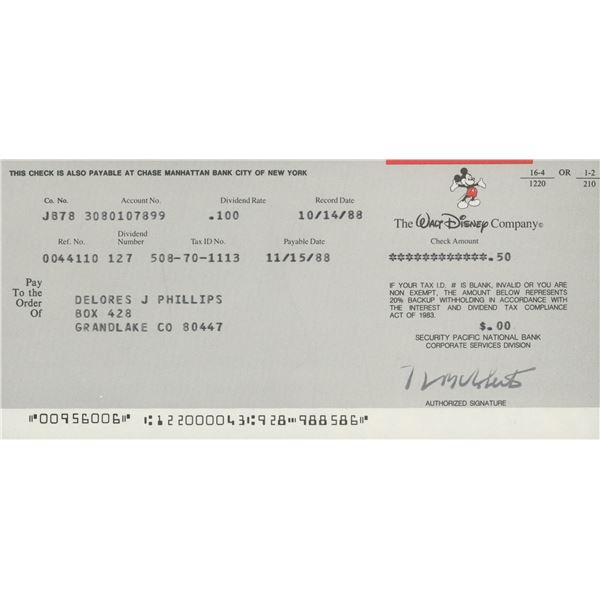 THIS CHECK IS ALSO PAYABLE AT CHASE MANHATTAN BANK CITY OF NEW YORK
16-4 OR 1-2
1220 210
Co. No. Account No. Dividend Rate Record Date
J878 3080107899 .100 10/14/88
The WALT DISNEY Company©
Ref. No. Dividend Number Tax ID No. Payable Date
Check Amount
0044110 127 508-70-1113 11/15/88
************.50
Pay
To the
Order
Of
DELORES J PHILLIPS
BOX 428
GRANDLAKE CO 80447
IF YOUR TAX I.D. # IS BLANK, INVALID OR YOU ARE
NON EXEMPT, THE AMOUNT BELOW REPRESENTS
20% BACKUP WITHHOLDING IN ACCORDANCE WITH
THE INTEREST AND DIVIDEND TAX COMPLIANCE
ACT OF 1983.
$.00
SECURITY PACIFIC NATIONAL BANK
CORPORATE SERVICES DIVISION
AUTHORIZED SIGNATURE
⑈00956006⑈ ⑆122000043⑆928⑉988586⑈